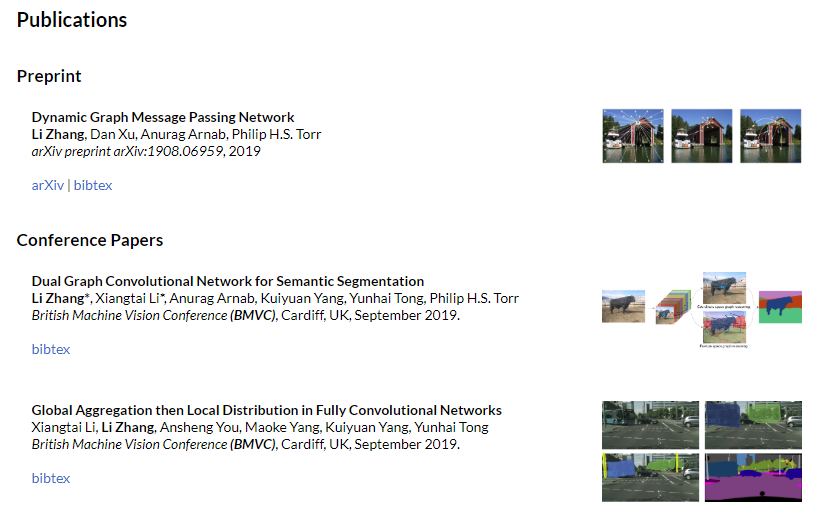 Publications
Preprint
Dynamic Graph Message Passing Network
Li Zhang, Dan Xu, Anurag Arnab, Philip H.S. Torr
arXiv preprint arXiv:1908.06959, 2019
arXiv | bibtex
Conference Papers
Dual Graph Convolutional Network for Semantic Segmentation
Li Zhang*, Xiangtai Li*, Anurag Arnab, Kuiyuan Yang, Yunhai Tong, Philip H.S. Torr
British Machine Vision Conference (BMVC), Cardiff, UK, September 2019.
bibtex
Global Aggregation then Local Distribution in Fully Convolutional Networks
Xiangtai Li, Li Zhang, Ansheng You, Maoke Yang, Kuiyuan Yang, Yunhai Tong
British Machine Vision Conference (BMVC), Cardiff, UK, September 2019.
bibtex